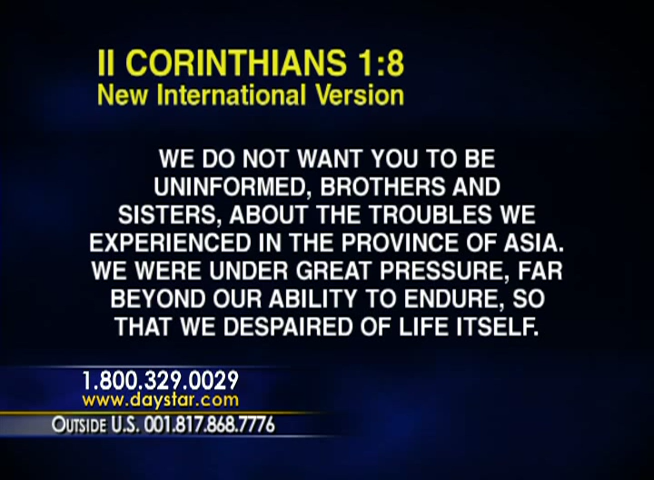 II CORINTHIANS 1:8
New International Version
WE DO NOT WANT YOU TO BE
UNINFORMED, BROTHERS AND
SISTERS, ABOUT THE TROUBLES WE
EXPERIENCED IN THE PROVINCE OF ASIA.
WE WERE UNDER GREAT PRESSURE, FAR
BEYOND OUR ABILITY TO ENDURE, SO
THAT WE DESPAIRED OF LIFE ITSELF.
1.800.329.0029
www.daystar.com
OUTSIDE U.S. 001.817.868.7776